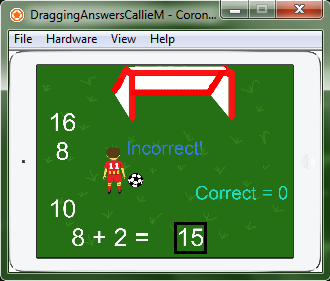 DraggingAnswersCallieM - Coron...
File Hardware View Help
16
8
Incorrect!
11
Correct = 0
10
8 + 2 = 15